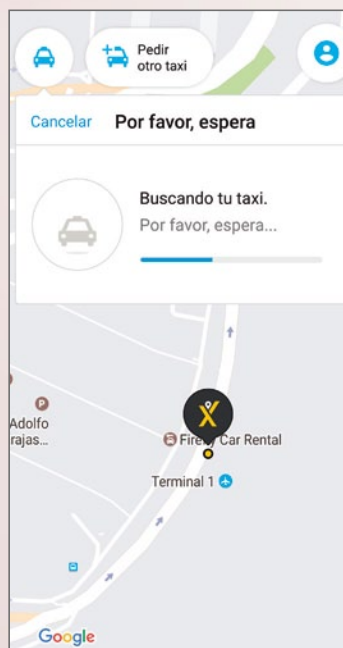 Pedir
otro taxi
Cancelar Por favor, espera
Buscando tu taxi.
Por favor, espera...
P
Adolfo
rajas...
Car Rental
Terminal 1
Google